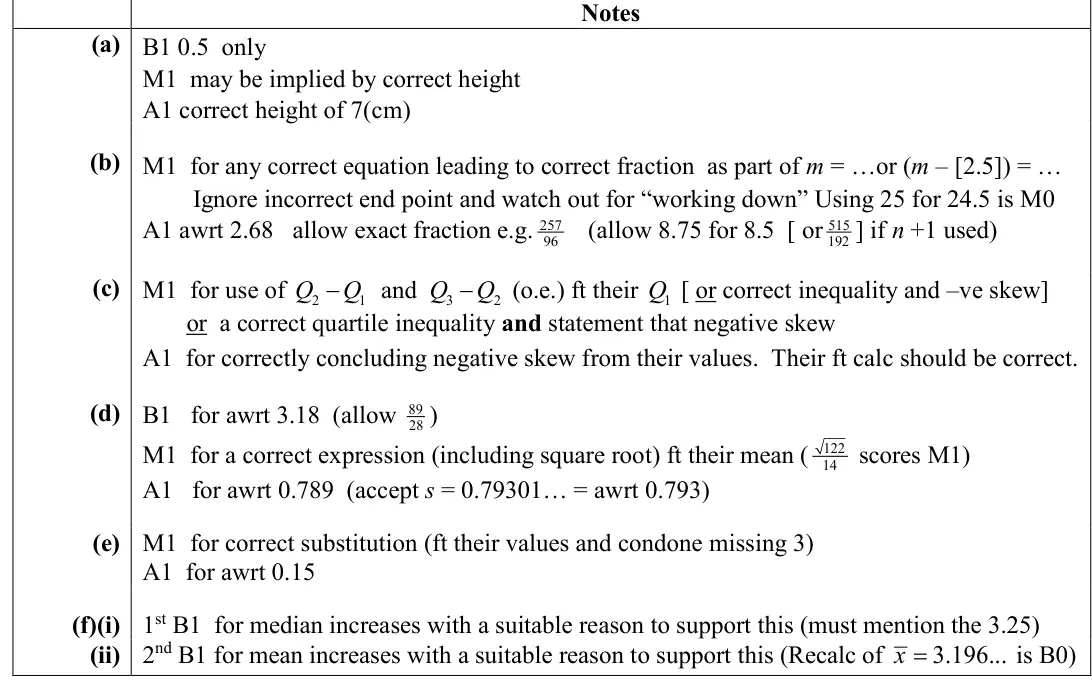 Notes
(a) B1 0.5 only
M1 may be implied by correct height
A1 correct height of 7(cm)
(b) M1 for any correct equation leading to correct fraction as part of m = …or (m – [2.5]) = …
Ignore incorrect end point and watch out for “working down” Using 25 for 24.5 is M0
A1 awrt 2.68 allow exact fraction e.g. 257/96 (allow 8.75 for 8.5 [ or 515/192 ] if n +1 used)
(c) M1 for use of Q₂ − Q₁ and Q₃ − Q₂ (o.e.) ft their Q₁ [ or correct inequality and –ve skew]
or a correct quartile inequality and statement that negative skew
A1 for correctly concluding negative skew from their values. Their ft calc should be correct.
(d) B1 for awrt 3.18 (allow 89/28 )
M1 for a correct expression (including square root) ft their mean ( √122/14 scores M1)
A1 for awrt 0.789 (accept s = 0.79301… = awrt 0.793)
(e) M1 for correct substitution (ft their values and condone missing 3)
A1 for awrt 0.15
(f)(i) 1st B1 for median increases with a suitable reason to support this (must mention the 3.25)
(ii) 2nd B1 for mean increases with a suitable reason to support this (Recalc of x̅ = 3.196... is B0)